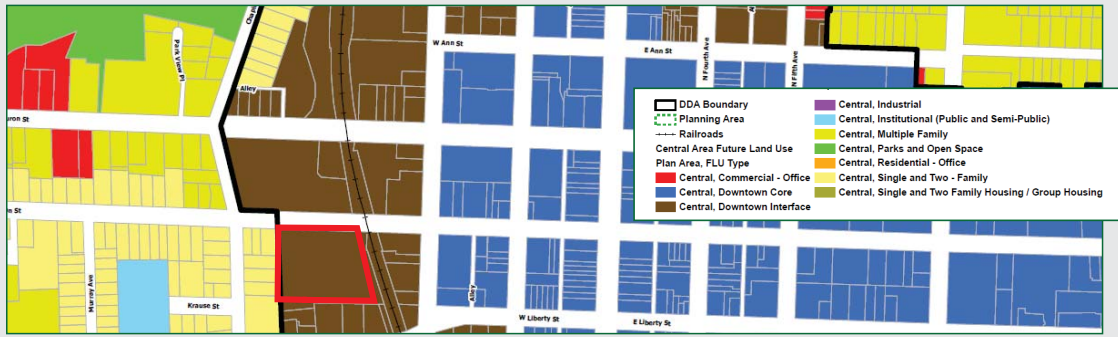 Chapi
Park View Pl
W Ann St
E Ann St
N Fourth Ave
N Fifth Ave
N
Alley
uron St
n St
Murray Ave
Krause St
Alley
W Liberty St
E Liberty St
DDA Boundary
Planning Area
Railroads
Central Area Future Land Use
Plan Area, FLU Type
Central, Commercial - Office
Central, Downtown Core
Central, Downtown Interface
Central, Industrial
Central, Institutional (Public and Semi-Public)
Central, Multiple Family
Central, Parks and Open Space
Central, Residential - Office
Central, Single and Two - Family
Central, Single and Two Family Housing / Group Housing